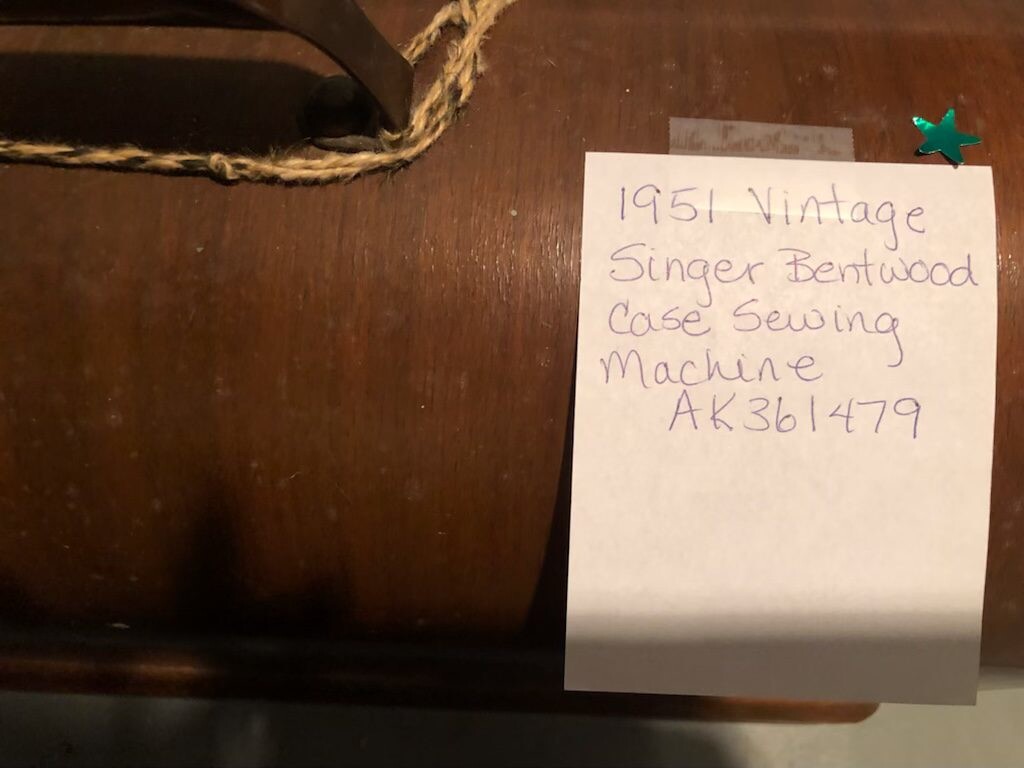 1951 Vintage
Singer Bentwood
Case Sewing
Machine
AK361479